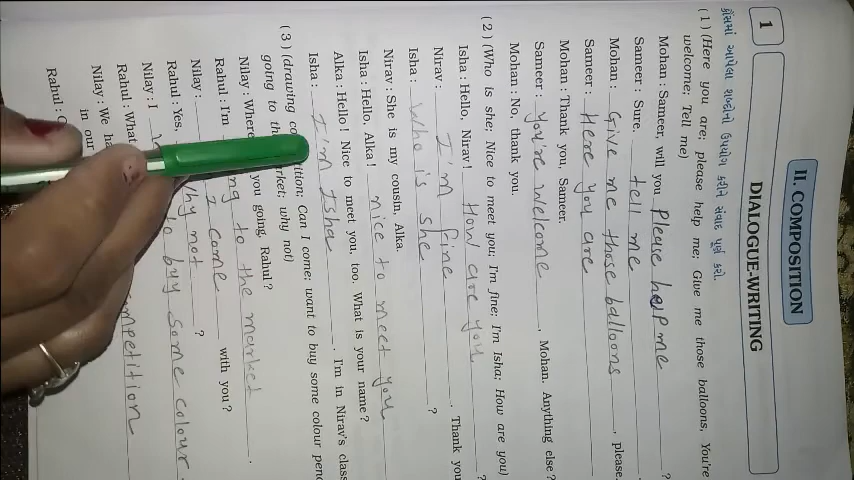 II. COMPOSITION
1
DIALOGUE-WRITING
કૌંસમાં આપેલા શબ્દોનો ઉપયોગ કરીને સંવાદ પૂર્ણ કરો.
(1) (Here you are; please help me; Give me those balloons, You're
welcome; Tell me)
Mohan : Sameer, will you please help me ?
Sameer : Sure. tell me
Mohan : Give me those balloons, please.
Sameer : Here you are
Mohan : Thank you, Sameer.
Sameer : you're welcome, Mohan. Anything else?
Mohan : No, thank you.
(2) (Who is she; Nice to meet you; I'm fine; I'm Isha; How are you)
Isha : Hello, Nirav! How are you ?
Nirav : I'm fine. Thank you
Isha : Who is she ?
Nirav : She is my cousin, Alka.
Isha : Hello, Alka! nice to meet you
Alka : Hello! Nice to meet you, too. What is your name?
Isha : I'm Isha. I'm in Nirav's class
(3) (drawing co tition; Can I come; want to buy some colour penc
going to th rket; why not)
Nilay : Where you going, Rahul?
Rahul : I'm ng to the market.
Nilay : I come with you?
Rahul : Yes, hy not ?
Nilay : I to buy some colour
Rahul : What
Nilay : We ha mpetition
in our
Rahul :